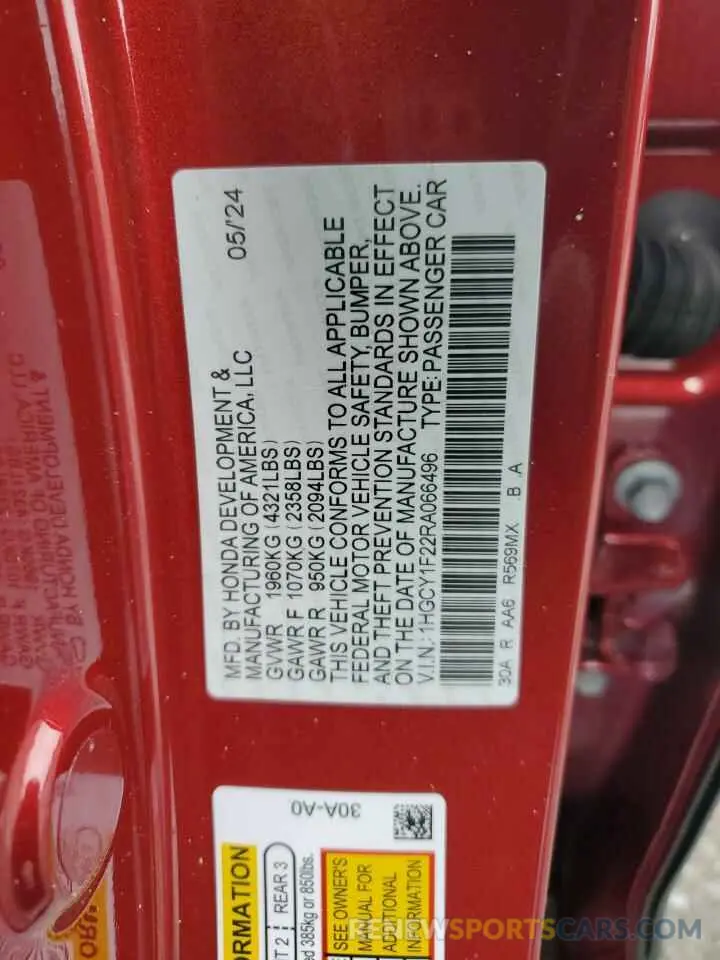 MFD. BY HONDA DEVELOPMENT &
MANUFACTURING OF AMERICA, LLC 05/'24
GVWR 1960KG (4321LBS)
GAWR F 1070KG (2358LBS)
GAWR R 950KG (2094LBS)
THIS VEHICLE CONFORMS TO ALL APPLICABLE
FEDERAL MOTOR VEHICLE SAFETY, BUMPER,
AND THEFT PREVENTION STANDARDS IN EFFECT
ON THE DATE OF MANUFACTURE SHOWN ABOVE.
V.I.N.: 1HGCY1F22RA066496 TYPE: PASSENGER CAR
30A R AA6 R569MX .B .A
30A-A0
ORMATION
T 2 REAR 3
385kg or 850lbs.
SEE OWNER'S
MANUAL FOR
ADDITIONAL
INFORMATION
RENEWSPORTSCARS.COM